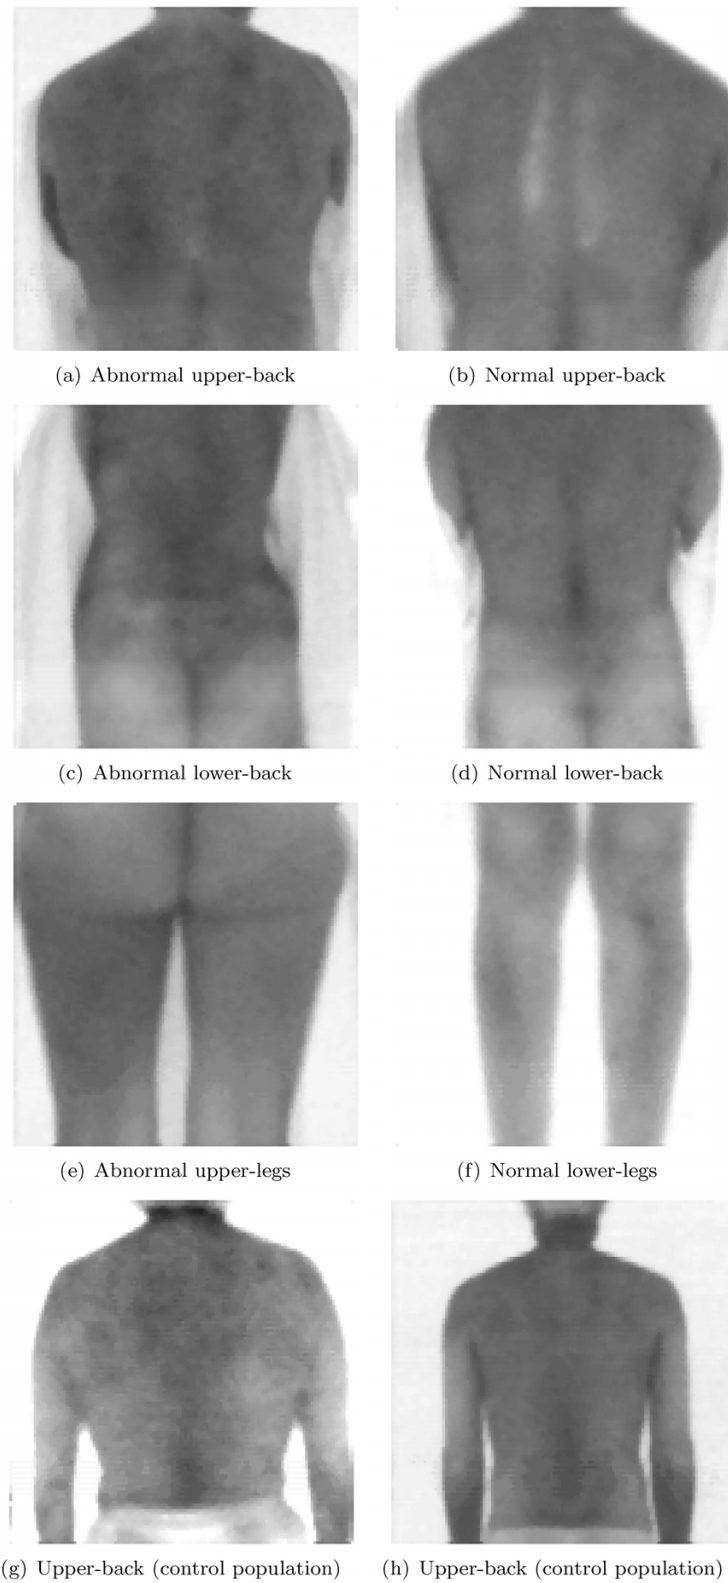 (a) Abnormal upper-back
(b) Normal upper-back
(c) Abnormal lower-back
(d) Normal lower-back
(e) Abnormal upper-legs
(f) Normal lower-legs
(g) Upper-back (control population)
(h) Upper-back (control population)